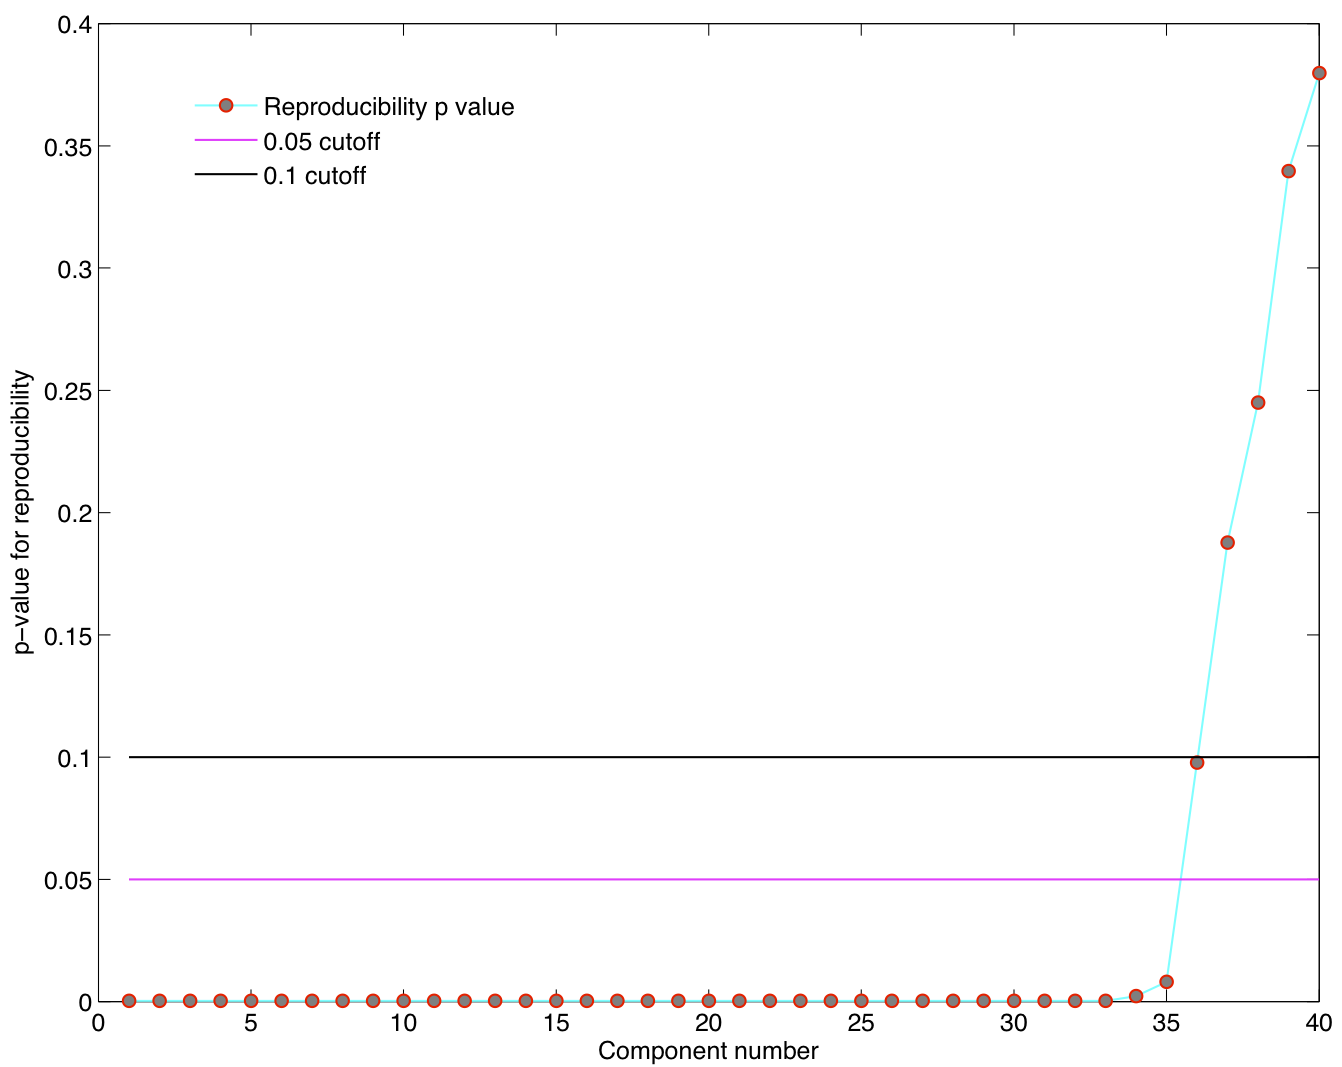 0.4
0.35
0.3
0.25
0.2
0.15
0.1
0.05
0
p−value for reproducibility
Reproducibility p value
0.05 cutoff
0.1 cutoff
0 5 10 15 20 25 30 35 40
Component number